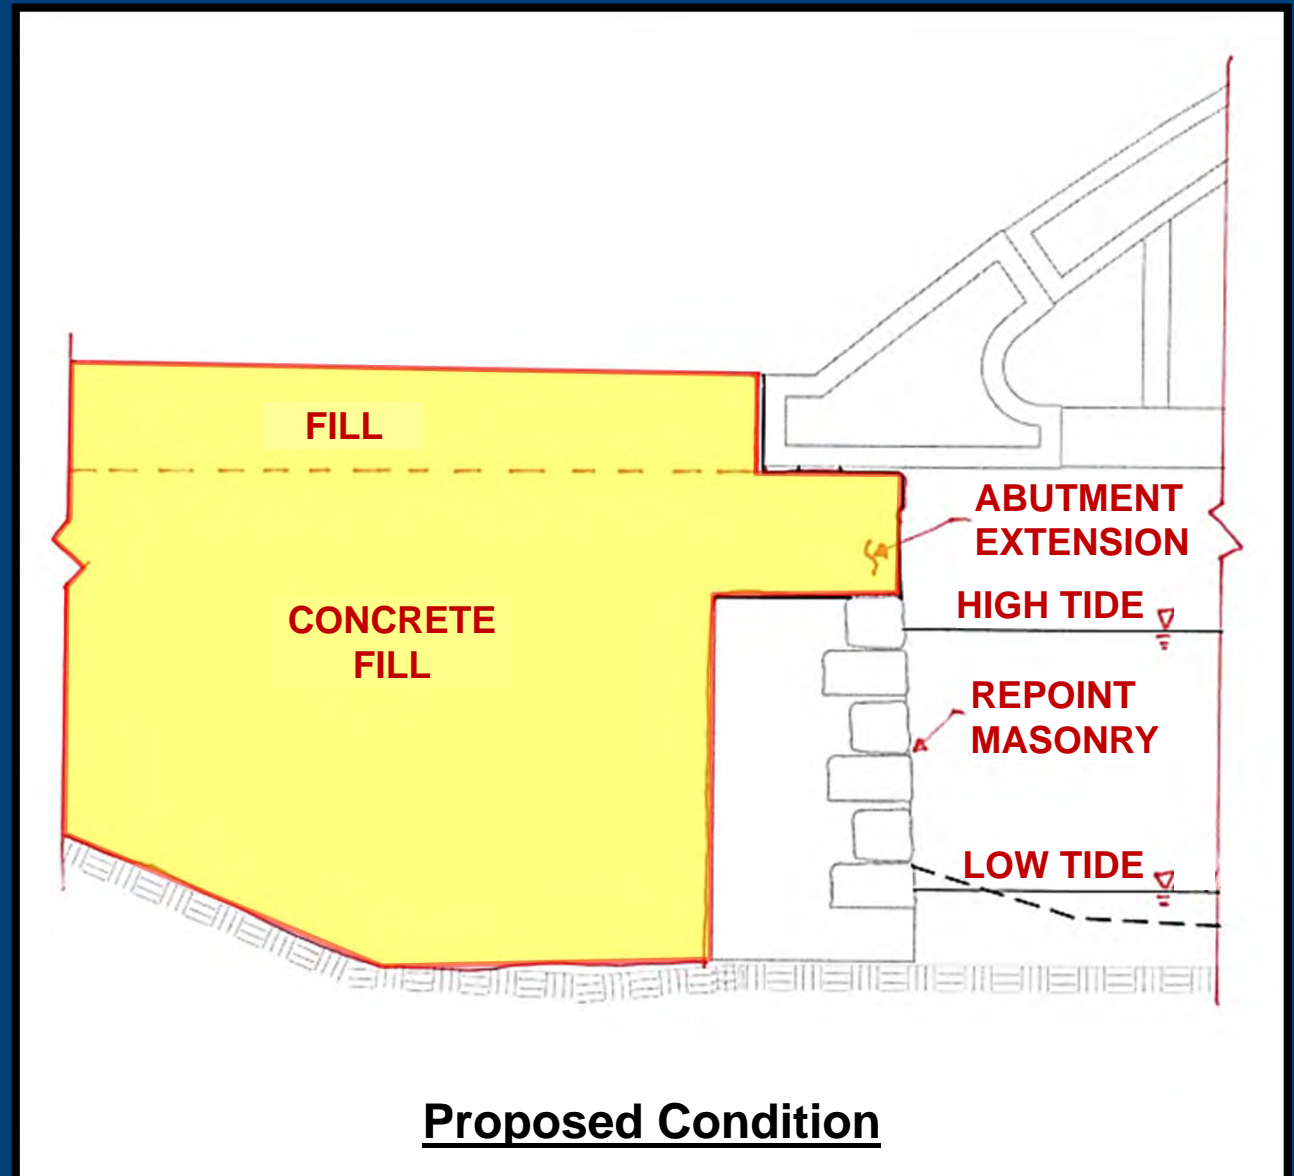 FILL
ABUTMENT
EXTENSION
HIGH TIDE
CONCRETE
FILL
REPOINT
MASONRY
LOW TIDE
Proposed Condition